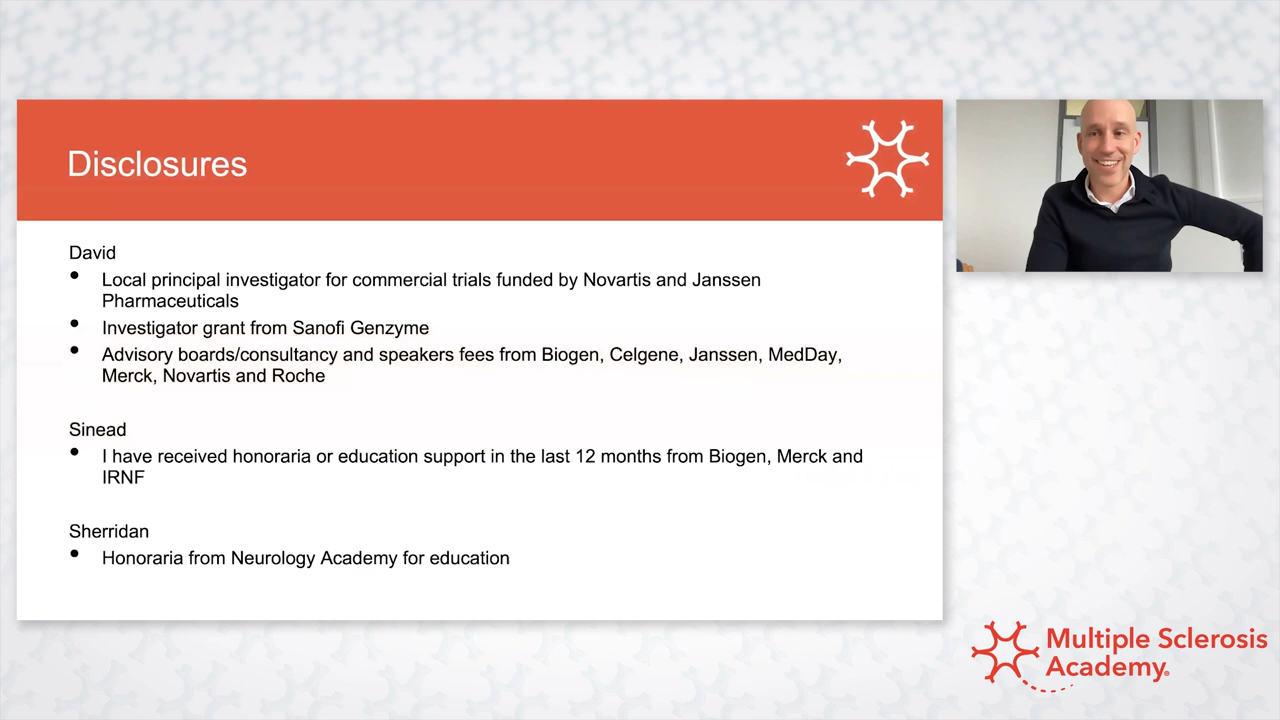 Disclosures
David
• Local principal investigator for commercial trials funded by Novartis and Janssen
Pharmaceuticals
• Investigator grant from Sanofi Genzyme
• Advisory boards/consultancy and speakers fees from Biogen, Celgene, Janssen, MedDay,
Merck, Novartis and Roche
Sinead
• I have received honoraria or education support in the last 12 months from Biogen, Merck and
IRNF
Sherridan
• Honoraria from Neurology Academy for education
Multiple Sclerosis
Academy®